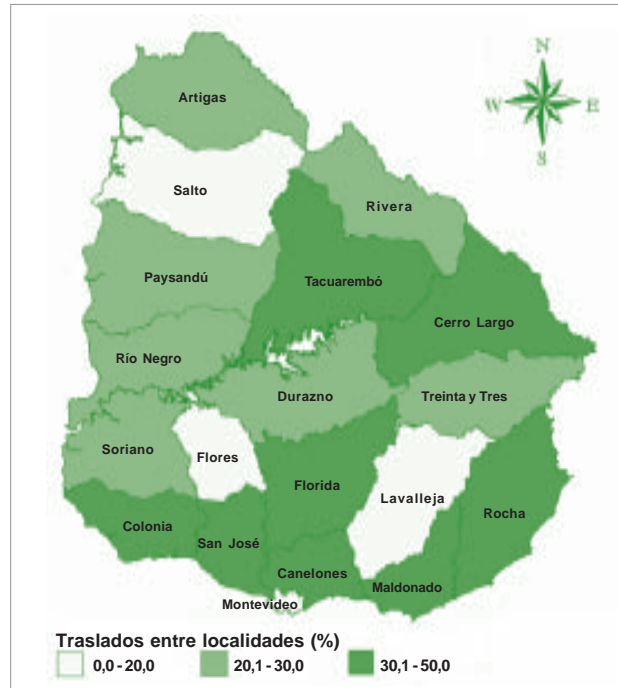 N
Artigas
W E
S
Salto
Rivera
Paysandú
Tacuarembó
Cerro Largo
Río Negro
Durazno
Treinta y Tres
Soriano
Flores
Florida
Lavalleja
Rocha
Colonia
San José
Canelones
Maldonado
Montevideo
Traslados entre localidades (%)
0,0 - 20,0 20,1 - 30,0 30,1 - 50,0